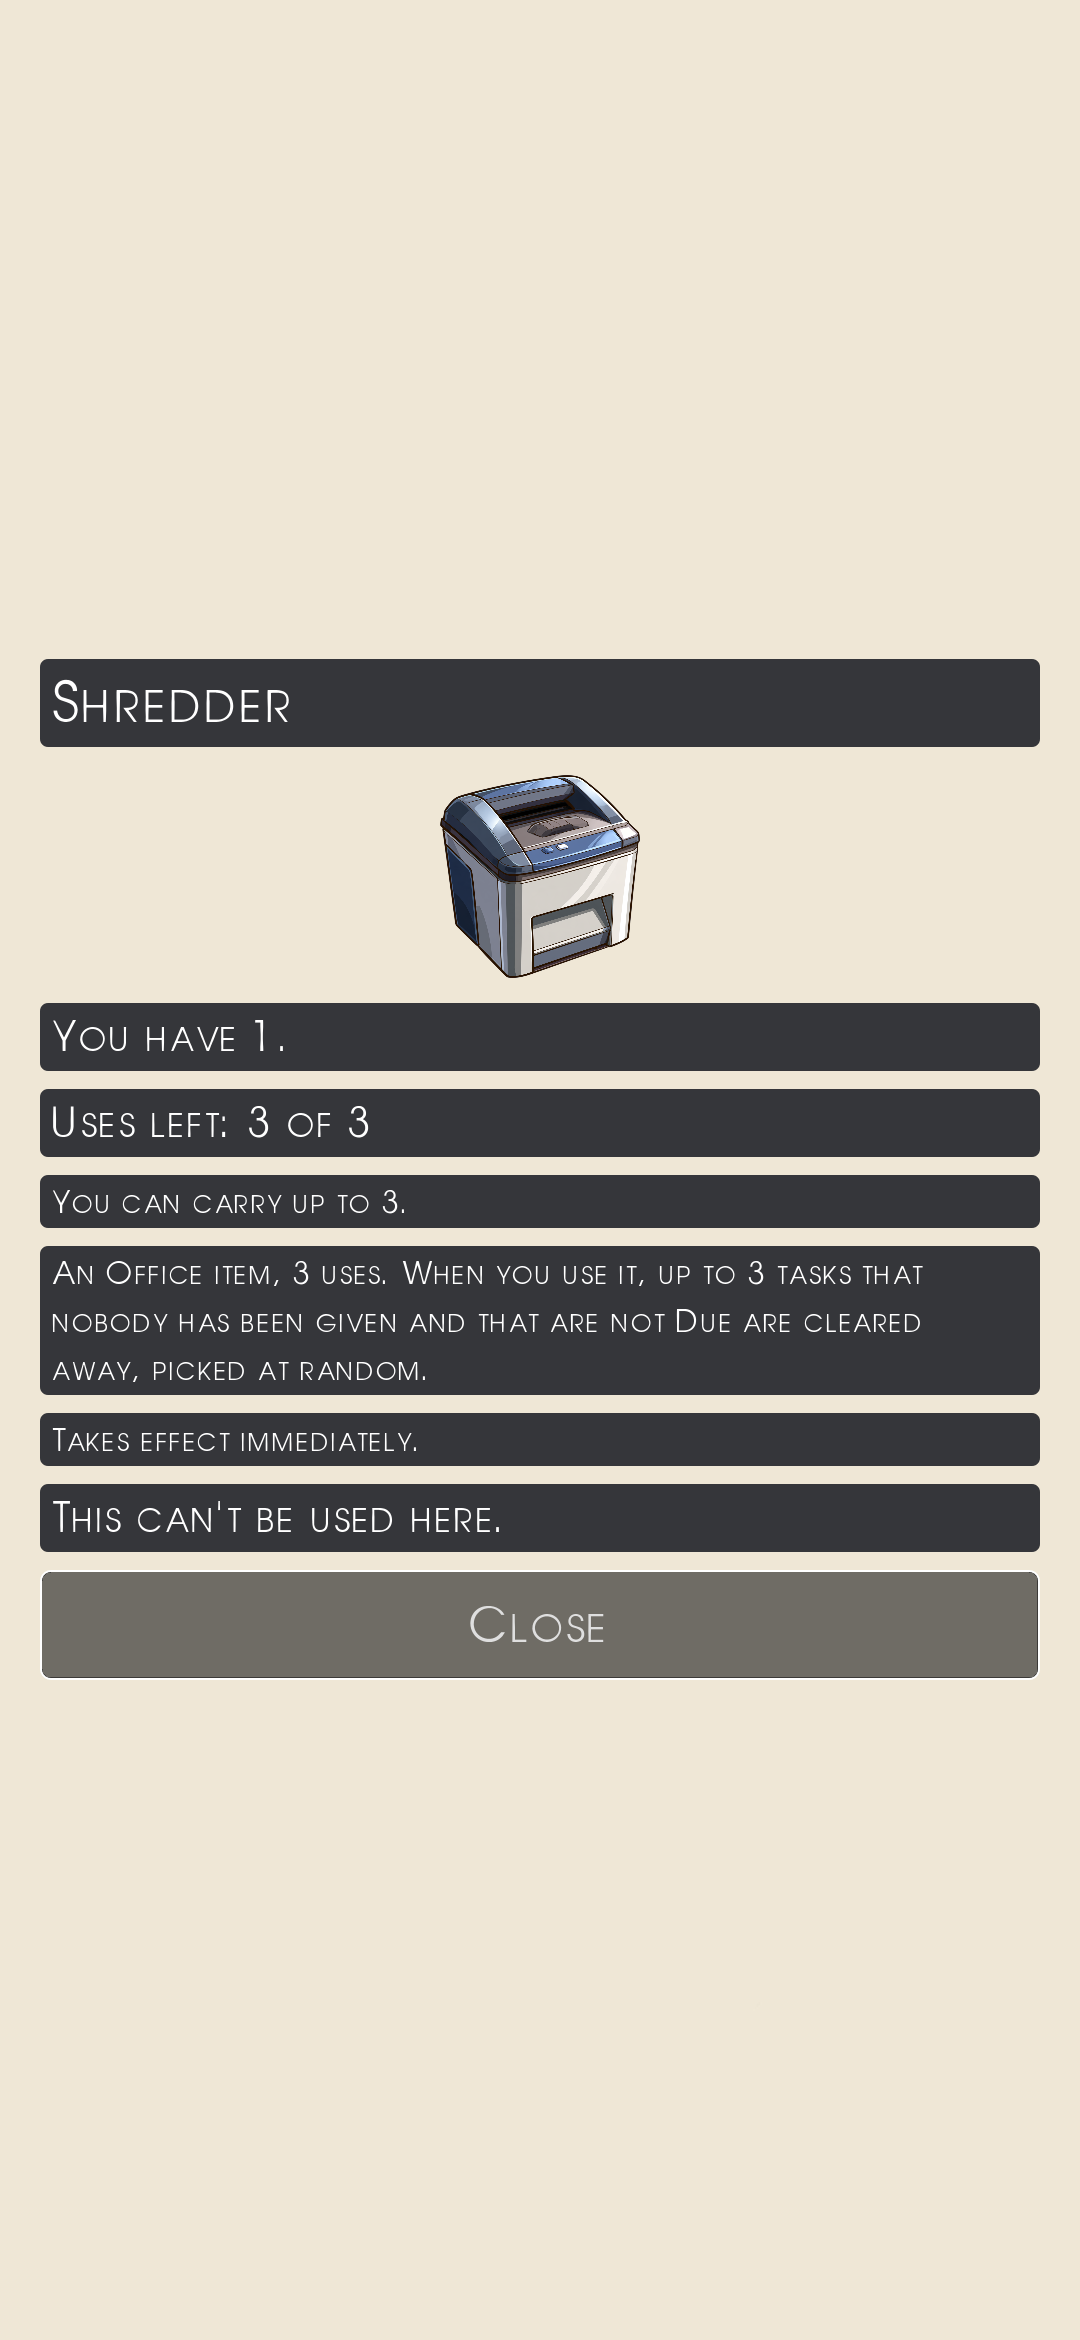 Shredder
You have 1.
Uses left: 3 of 3
You can carry up to 3.
An Office item, 3 uses. When you use it, up to 3 tasks that
nobody has been given and that are not Due are cleared
away, picked at random.
Takes effect immediately.
This can't be used here.
Close